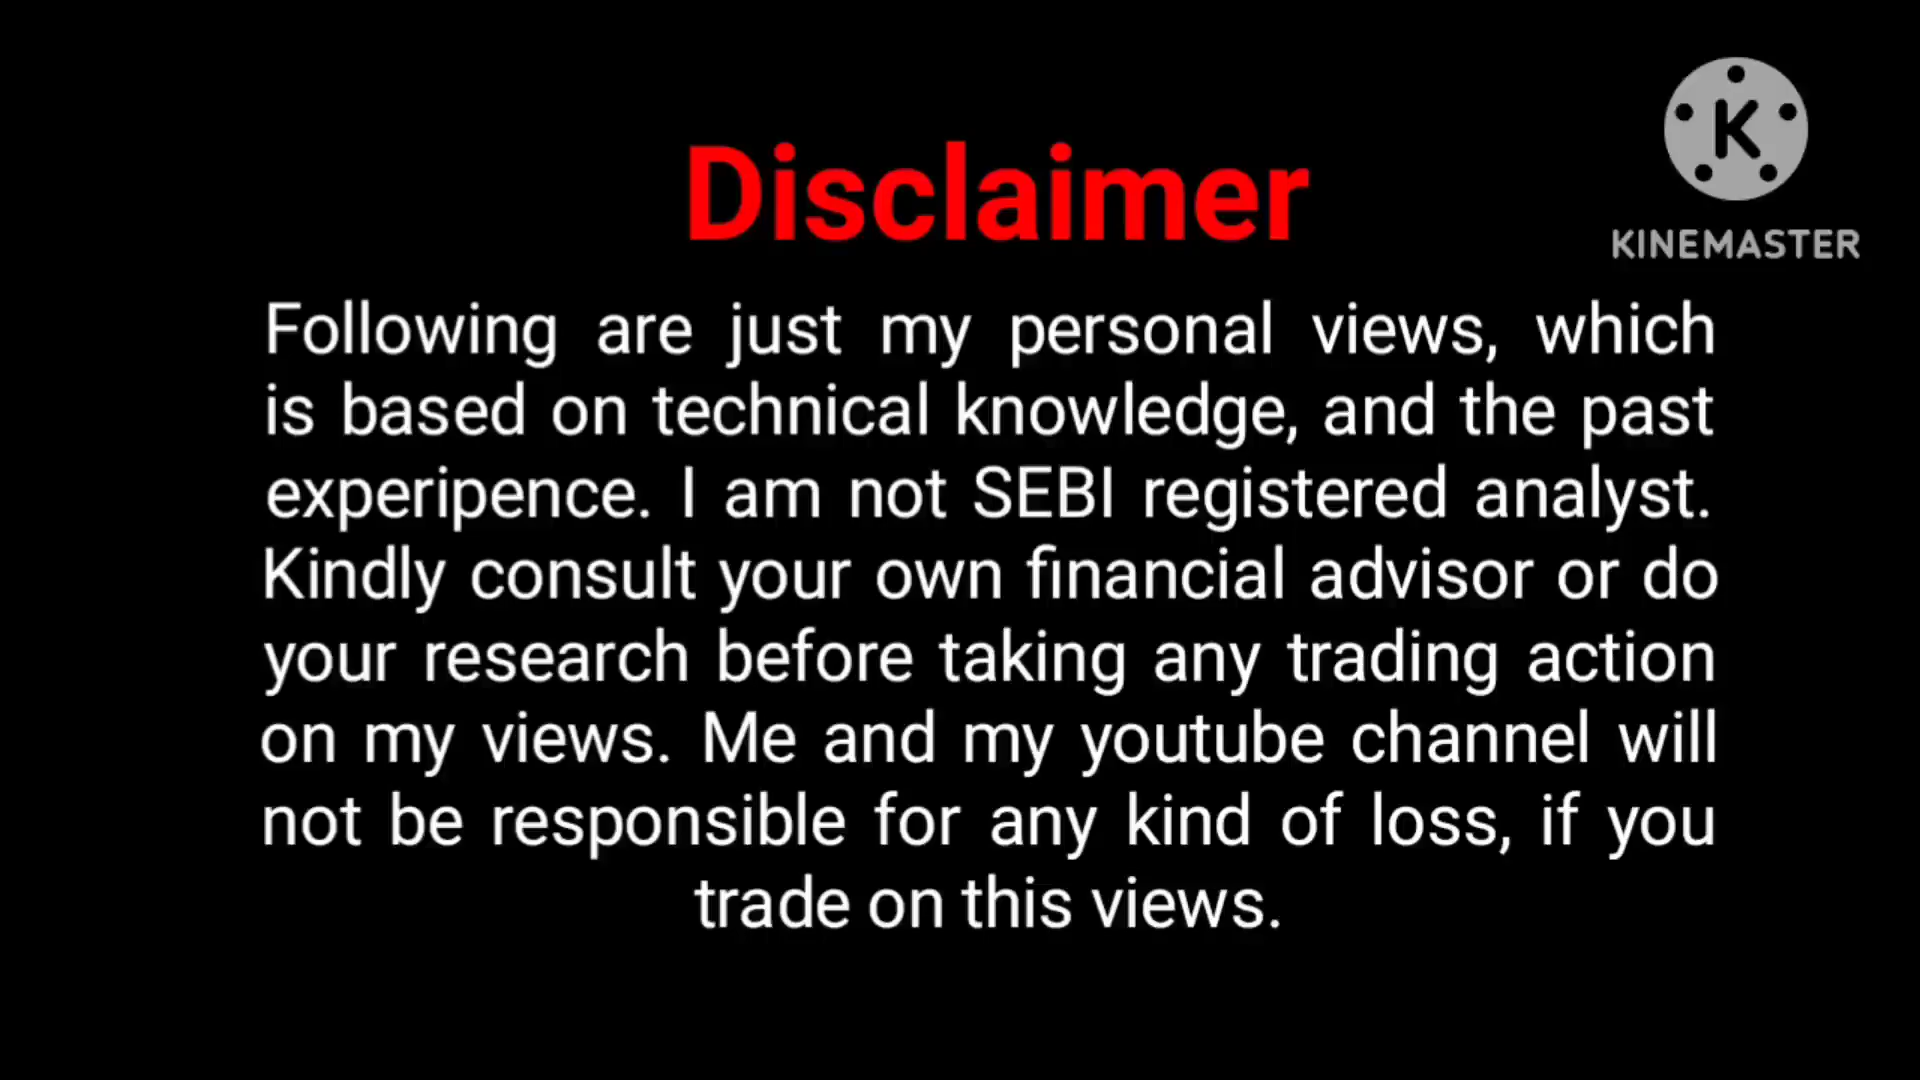 Disclaimer
K
KINEMASTER
Following are just my personal views, which
is based on technical knowledge, and the past
experipence. I am not SEBI registered analyst.
Kindly consult your own financial advisor or do
your research before taking any trading action
on my views. Me and my youtube channel will
not be responsible for any kind of loss, if you
trade on this views.